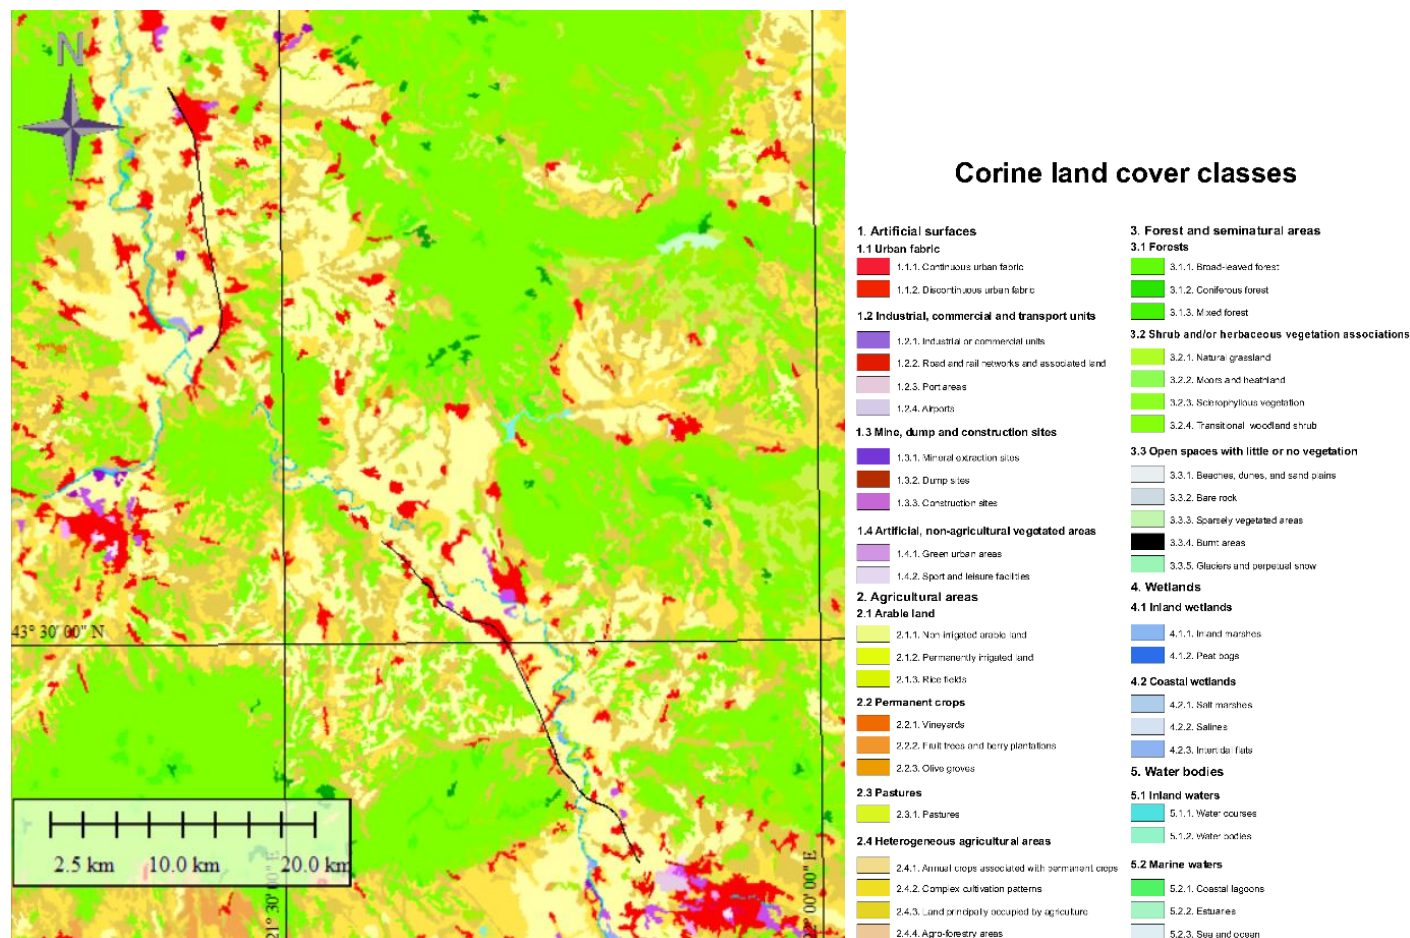 N
43° 30' 00" N
2.5 km 10.0 km 20.0 km
21° 30' 00" E
00' 00" E
Corine land cover classes
1. Artificial surfaces
1.1 Urban fabric
1.1.1. Continuous urban fabric
1.1.2. Discontinuous urban fabric
1.2 Industrial, commercial and transport units
1.2.1. Industrial or commercial units
1.2.2. Road and rail networks and associated land
1.2.3. Port areas
1.2.4. Airports
1.3 Mine, dump and construction sites
1.3.1. Mineral extraction sites
1.3.2. Dump sites
1.3.3. Construction sites
1.4 Artificial, non-agricultural vegetated areas
1.4.1. Green urban areas
1.4.2. Sport and leisure facilities
2. Agricultural areas
2.1 Arable land
2.1.1. Non-irrigated arable land
2.1.2. Permanently irrigated land
2.1.3. Rice fields
2.2 Permanent crops
2.2.1. Vineyards
2.2.2. Fruit trees and berry plantations
2.2.3. Olive groves
2.3 Pastures
2.3.1. Pastures
2.4 Heterogeneous agricultural areas
2.4.1. Annual crops associated with permanent crops
2.4.2. Complex cultivation patterns
2.4.3. Land principally occupied by agriculture
2.4.4. Agro-forestry areas
3. Forest and seminatural areas
3.1 Forests
3.1.1. Broad-leaved forest
3.1.2. Coniferous forest
3.1.3. Mixed forest
3.2 Shrub and/or herbaceous vegetation associations
3.2.1. Natural grassland
3.2.2. Moors and heathland
3.2.3. Sclerophyllous vegetation
3.2.4. Transitional woodland shrub
3.3 Open spaces with little or no vegetation
3.3.1. Beaches, dunes, and sand plains
3.3.2. Bare rock
3.3.3. Sparsely vegetated areas
3.3.4. Burnt areas
3.3.5. Glaciers and perpetual snow
4. Wetlands
4.1 Inland wetlands
4.1.1. Inland marshes
4.1.2. Peat bogs
4.2 Coastal wetlands
4.2.1. Salt marshes
4.2.2. Salines
4.2.3. Intertidal flats
5. Water bodies
5.1 Inland waters
5.1.1. Water courses
5.1.2. Water bodies
5.2 Marine waters
5.2.1. Coastal lagoons
5.2.2. Estuaries
5.2.3. Sea and ocean